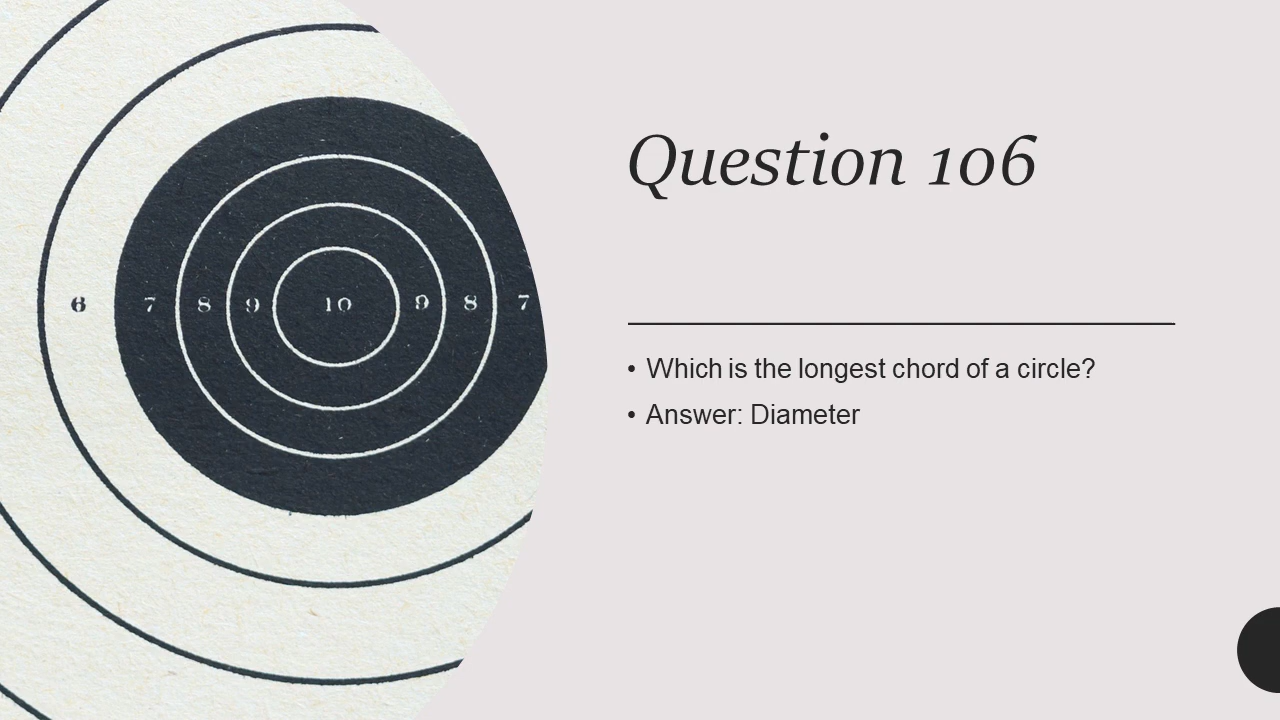 Question 106
6 7 8 9 10 9 8 7
• Which is the longest chord of a circle?
• Answer: Diameter